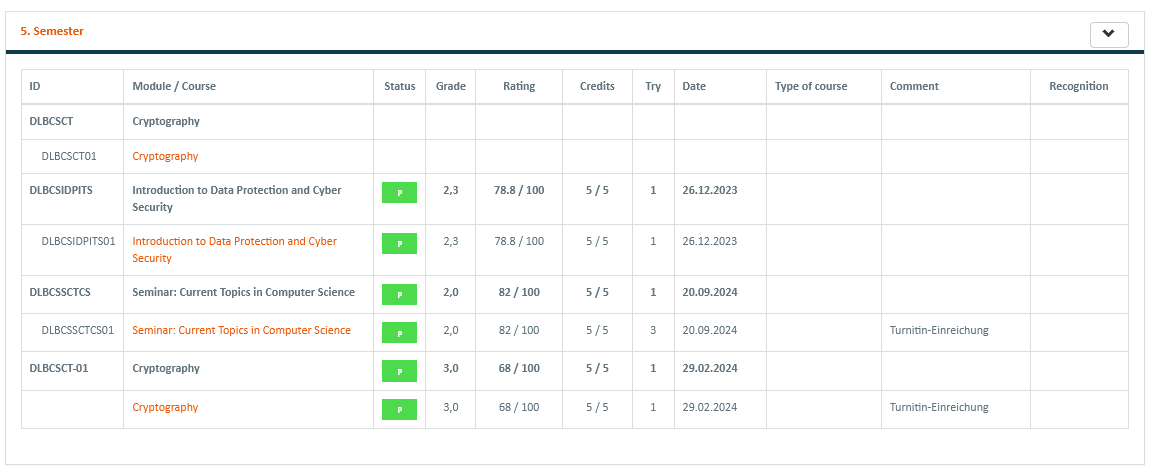 5. Semester
ID Module / Course Status Grade Rating Credits Try Date Type of course Comment Recognition
DLBCSCT Cryptography
DLBCSCT01 Cryptography
DLBCSIDPITS Introduction to Data Protection and Cyber P 2,3 78.8 / 100 5 / 5 1 26.12.2023
Security
DLBCSIDPITS01 Introduction to Data Protection and Cyber P 2,3 78.8 / 100 5 / 5 1 26.12.2023
Security
DLBCSSCTCS Seminar: Current Topics in Computer Science P 2,0 82 / 100 5 / 5 1 20.09.2024
DLBCSSCTCS01 Seminar: Current Topics in Computer Science P 2,0 82 / 100 5 / 5 3 20.09.2024 Turnitin-Einreichung
DLBCSCT-01 Cryptography P 3,0 68 / 100 5 / 5 1 29.02.2024
Cryptography P 3,0 68 / 100 5 / 5 1 29.02.2024 Turnitin-Einreichung